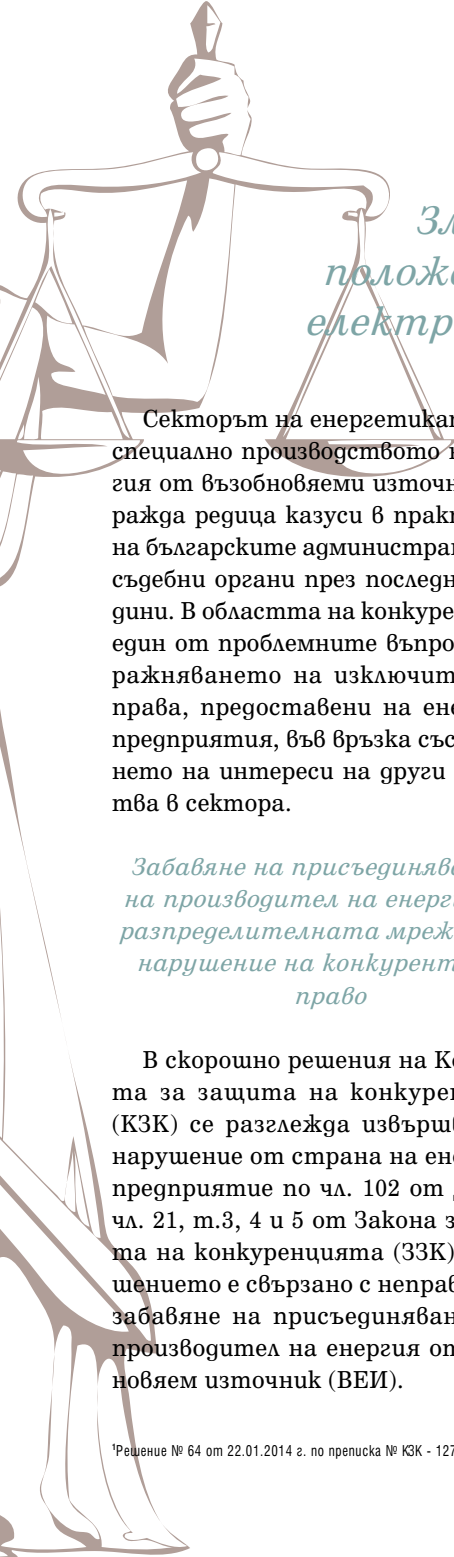 Зл
полож
електр
Секторът на енергетикат
специално производството н
гия от възобновяеми източн
ражда редица казуси в практ
на българските администра
съдебни органи през последн
дини. В областта на конкуре
един от проблемните въпро
ражняването на изключит
права, предоставени на ене
предприятия, във връзка със
нето на интереси на други
тва в сектора.
Забавяне на присъединява
на производител на енерг
разпределителната мреж
нарушение на конкурент
право
В скорошно решения на Ко
та за защита на конкурен
(КЗК) се разглежда извърш
нарушение от страна на ене
предприятие по чл. 102 от
чл. 21, т.3, 4 и 5 от Закона з
та на конкуренцията (ЗЗК)
шението е свързано с неправ
забавяне на присъединяван
производител на енергия от
новяем източник (ВЕИ).
¹Решение № 64 от 22.01.2014 г. по преписка № КЗК - 127